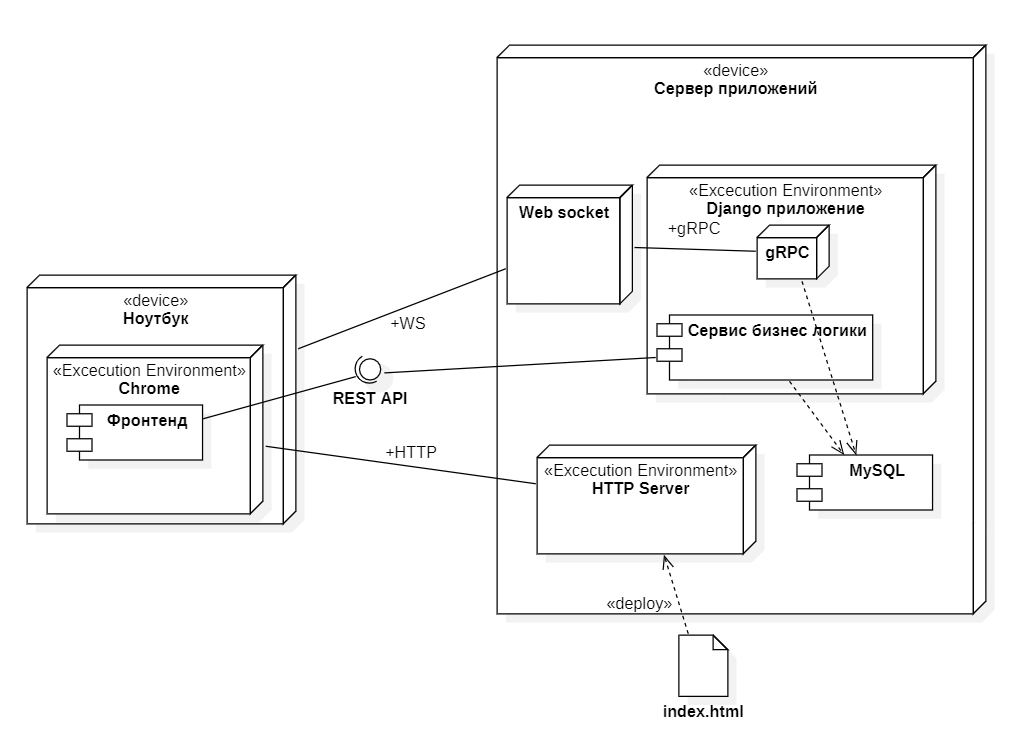 «device»
Сервер приложений
Web socket
«Excecution Environment»
Django приложение
+gRPC
gRPC
«device»
Ноутбук
+WS
Сервис бизнес логики
«Excecution Environment»
Chrome
REST API
Фронтенд
+HTTP
«Excecution Environment»
HTTP Server
MySQL
«deploy»
index.html